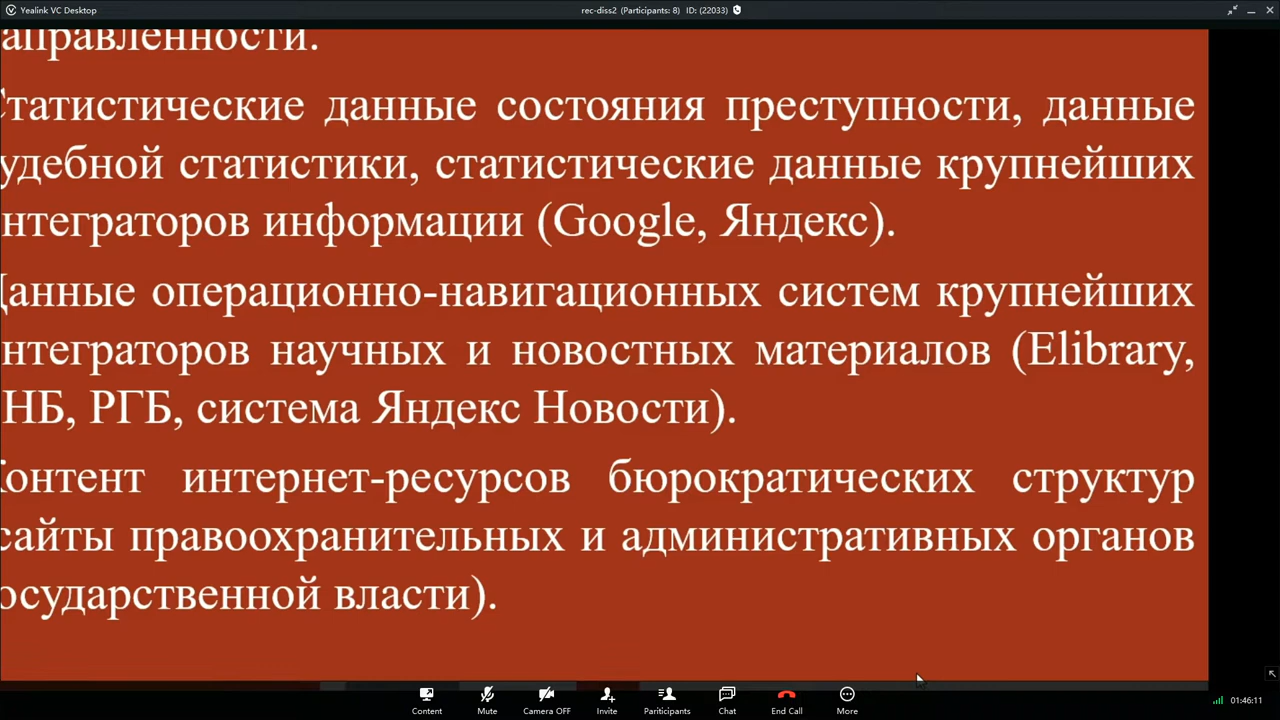 Yealink VC Desktop
rec-diss2 (Participants: 8) ID: (22033)
аправленности.
Статистические данные состояния преступности, данные
удебной статистики, статистические данные крупнейших
нтеграторов информации (Google, Яндекс).
Данные операционно-навигационных систем крупнейших
нтеграторов научных и новостных материалов (Elibrary,
НБ, РГБ, система Яндекс Новости).
Контент интернет-ресурсов бюрократических структур
сайты правоохранительных и административных органов
осударственной власти).
Content Mute Camera OFF Invite Pariticipants Chat End Call More
01:46:11